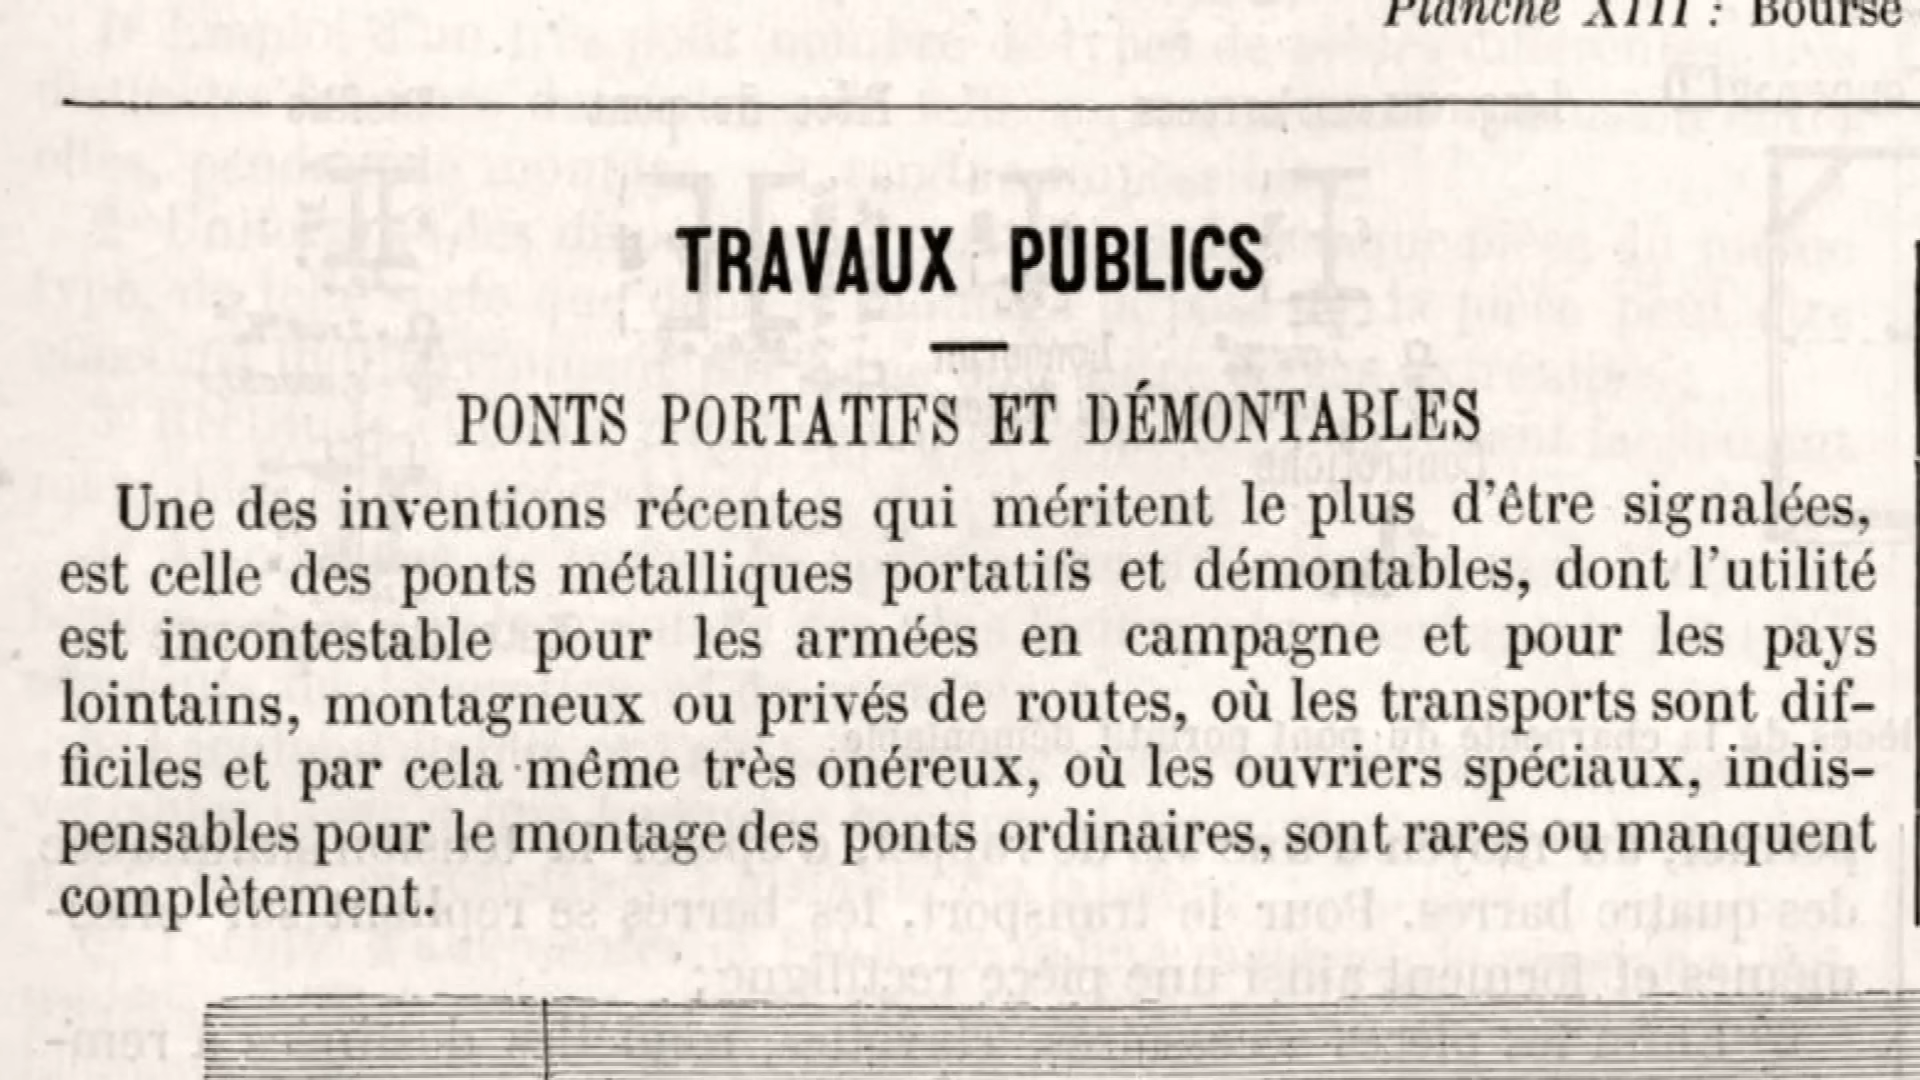 Planche XIII : Bourse
TRAVAUX PUBLICS
PONTS PORTATIFS ET DÉMONTABLES
Une des inventions récentes qui méritent le plus d'être signalées,
est celle des ponts métalliques portatifs et démontables, dont l'utilité
est incontestable pour les armées en campagne et pour les pays
lointains, montagneux ou privés de routes, où les transports sont dif-
ficiles et par cela même très onéreux, où les ouvriers spéciaux, indis-
pensables pour le montage des ponts ordinaires, sont rares ou manquent
complètement.